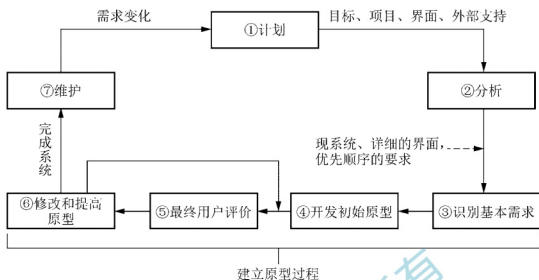 需求变化
①计划
目标、项目、界面、外部支持
⑦维护
②分析
完成系统
现系统、详细的界面，
优先顺序的要求
⑥修改和提高
原型
⑤最终用户评价
④开发初始原型
③识别基本需求
建立原型过程
有